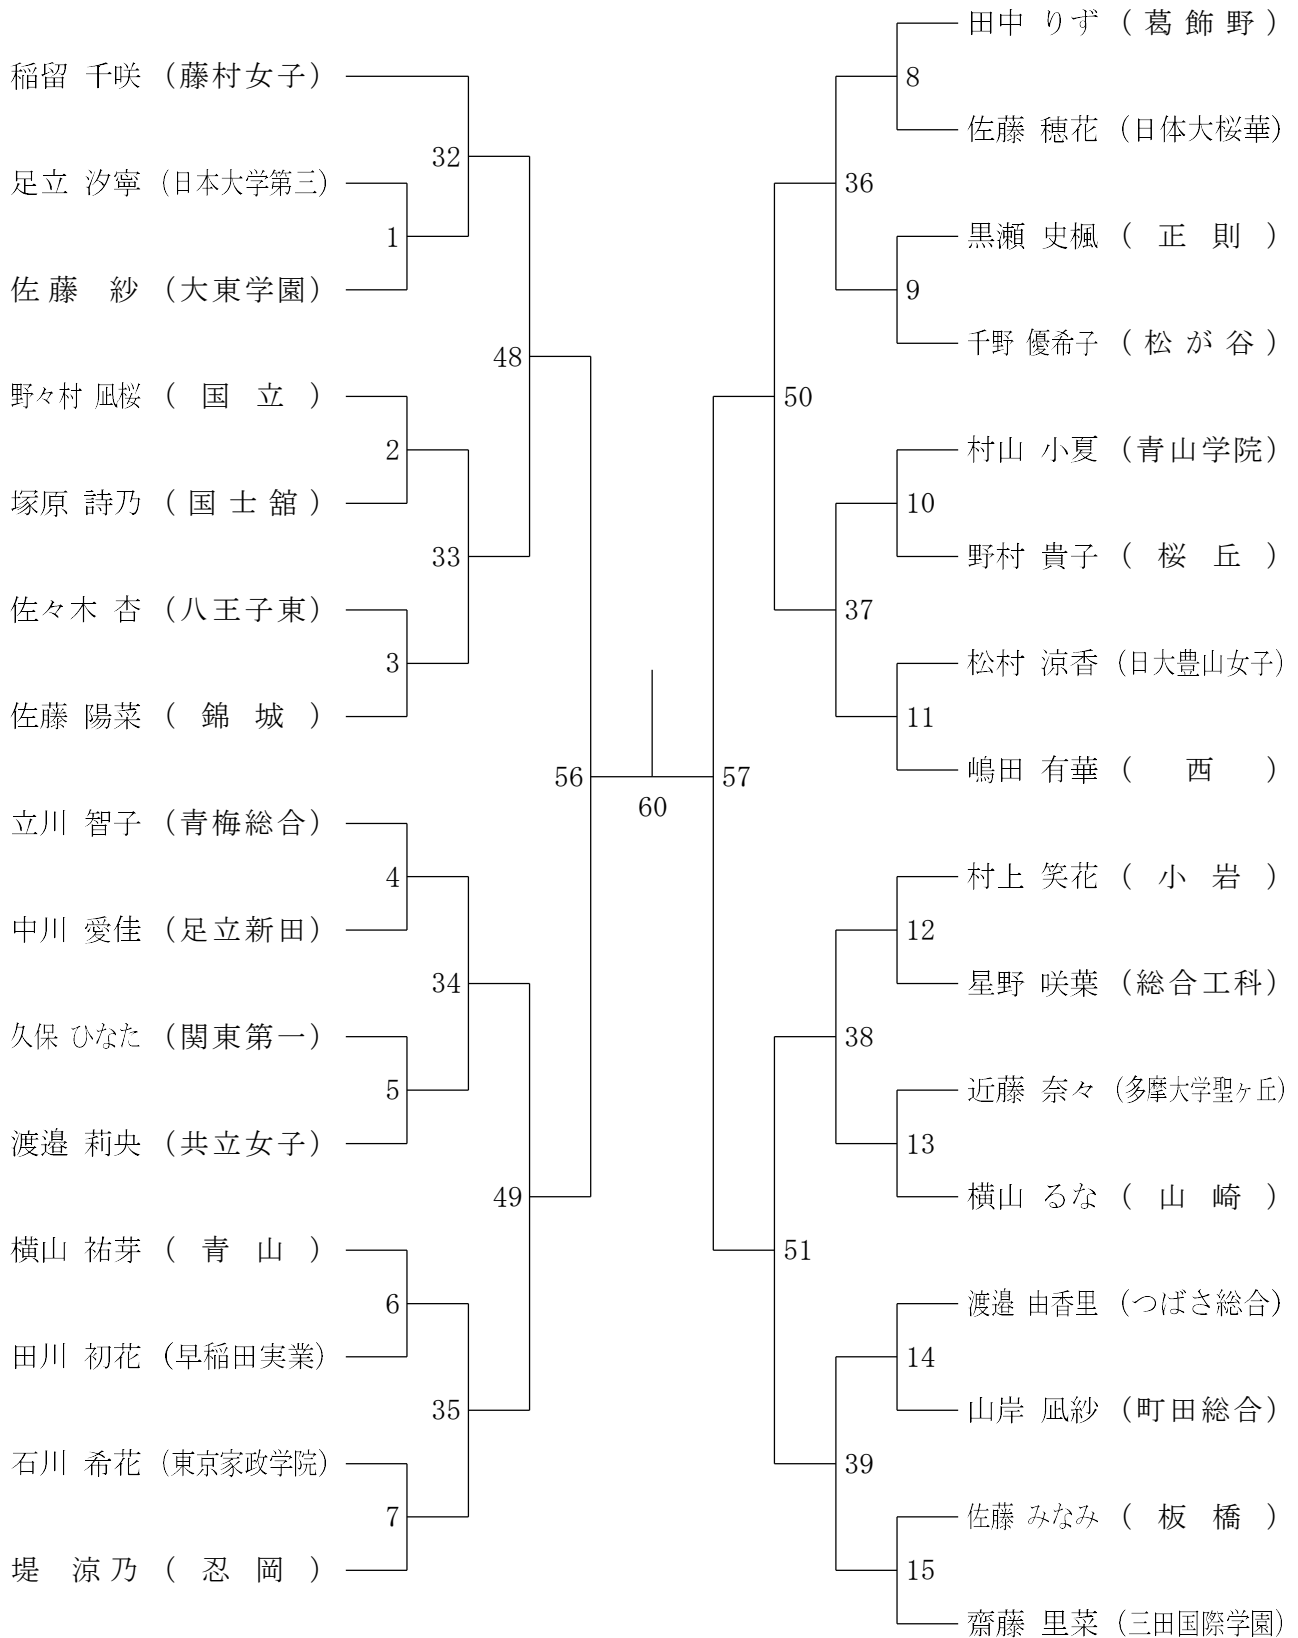 稲留 千咲 (藤村女子)
32
足立 汐寧 (日本大学第三)
1
佐藤 紗 (大東学園)
48
野々村 凪桜 (国立)
2
塚原 詩乃 (国士舘)
33
佐々木 杏 (八王子東)
3
佐藤 陽菜 (錦城)
56
立川 智子 (青梅総合)
4
中川 愛佳 (足立新田)
34
久保 ひなた (関東第一)
5
渡邉 莉央 (共立女子)
49
横山 祐芽 (青山)
6
田川 初花 (早稲田実業)
35
石川 希花 (東京家政学院)
7
堤 涼乃 (忍岡)
60
田中 りず (葛飾野)
8
佐藤 穂花 (日体大桜華)
36
黒瀬 史楓 (正則)
9
千野 優希子 (松が谷)
50
村山 小夏 (青山学院)
10
野村 貴子 (桜丘)
37
松村 涼香 (日大豊山女子)
11
嶋田 有華 (西)
57
村上 笑花 (小岩)
12
星野 咲葉 (総合工科)
38
近藤 奈々 (多摩大学聖ヶ丘)
13
横山 るな (山崎)
51
渡邉 由香里 (つばさ総合)
14
山岸 凪紗 (町田総合)
39
佐藤 みなみ (板橋)
15
齋藤 里菜 (三田国際学園)